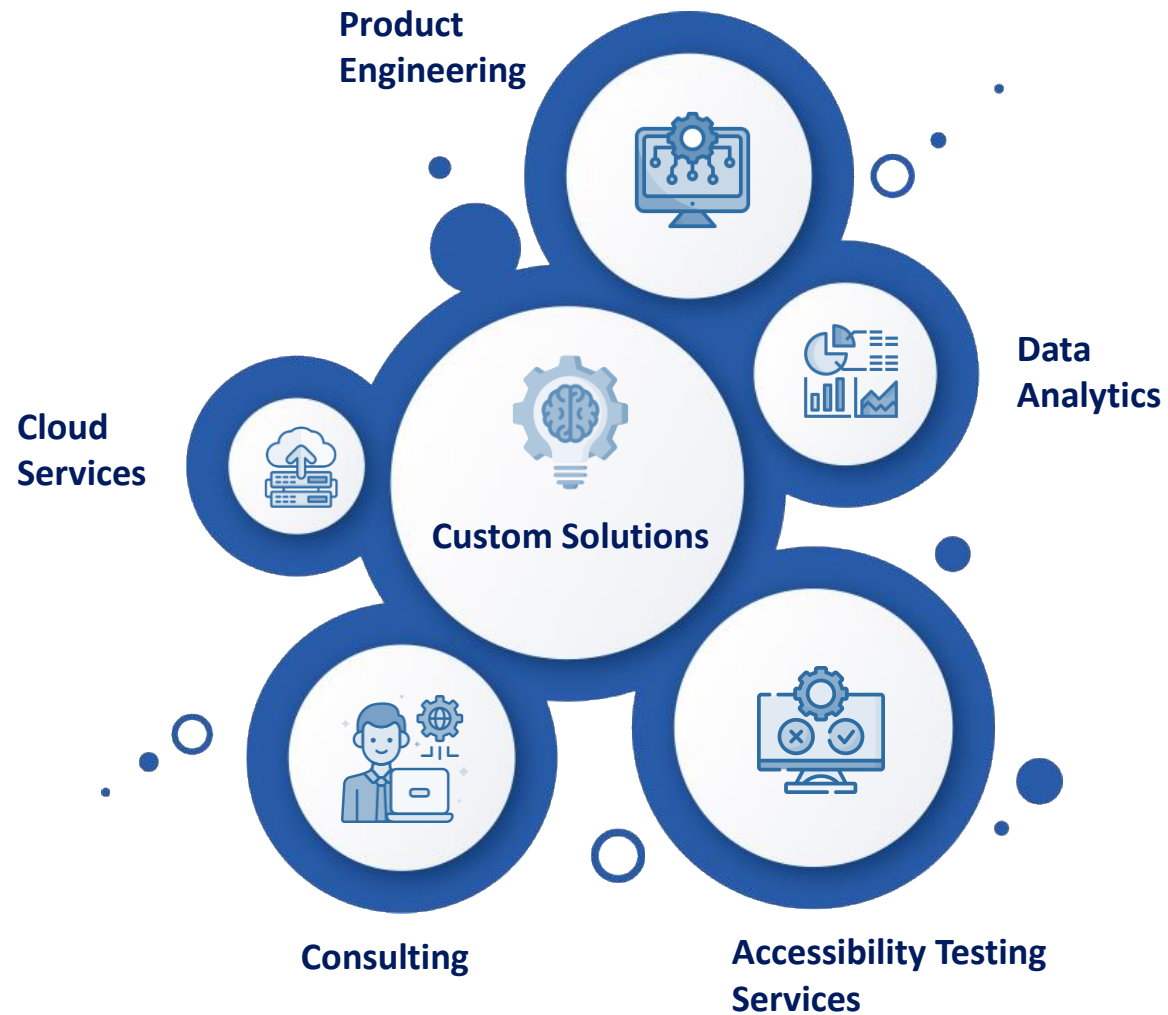 Product
Engineering
Data
Analytics
Cloud
Services
Custom Solutions
Consulting
Accessibility Testing
Services